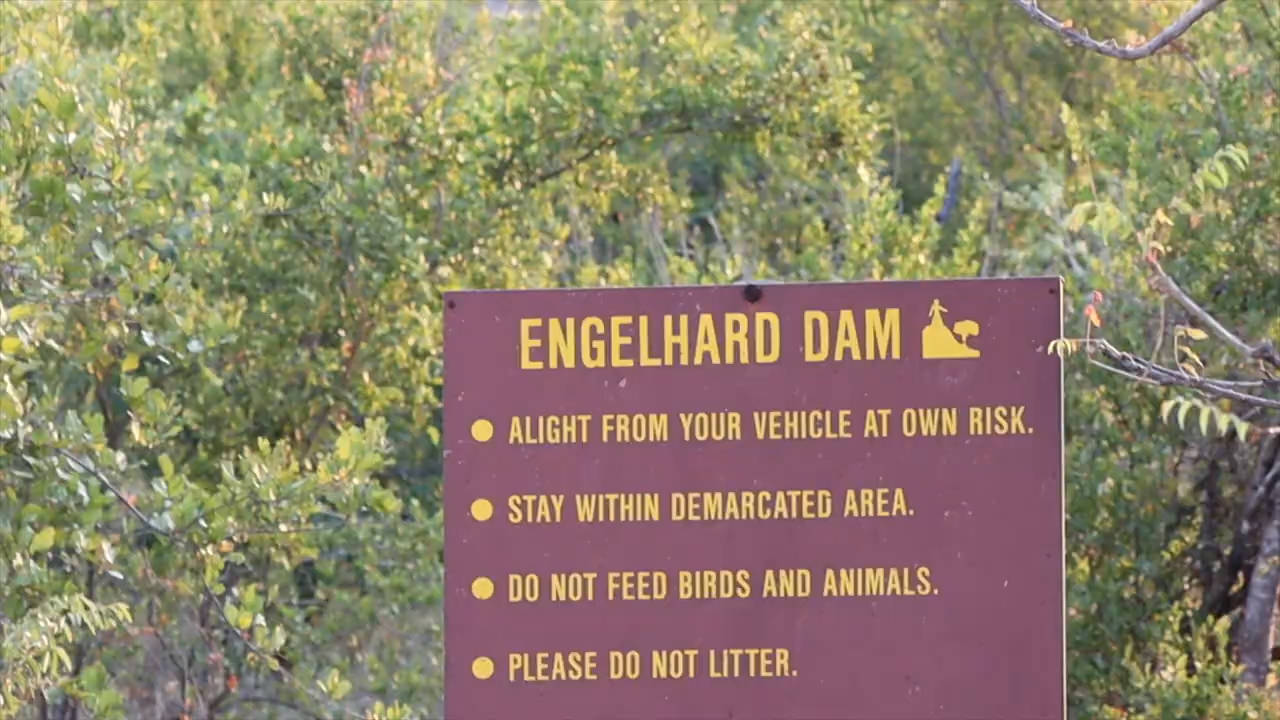 ENGELHARD DAM
● ALIGHT FROM YOUR VEHICLE AT OWN RISK.
● STAY WITHIN DEMARCATED AREA.
● DO NOT FEED BIRDS AND ANIMALS.
● PLEASE DO NOT LITTER.